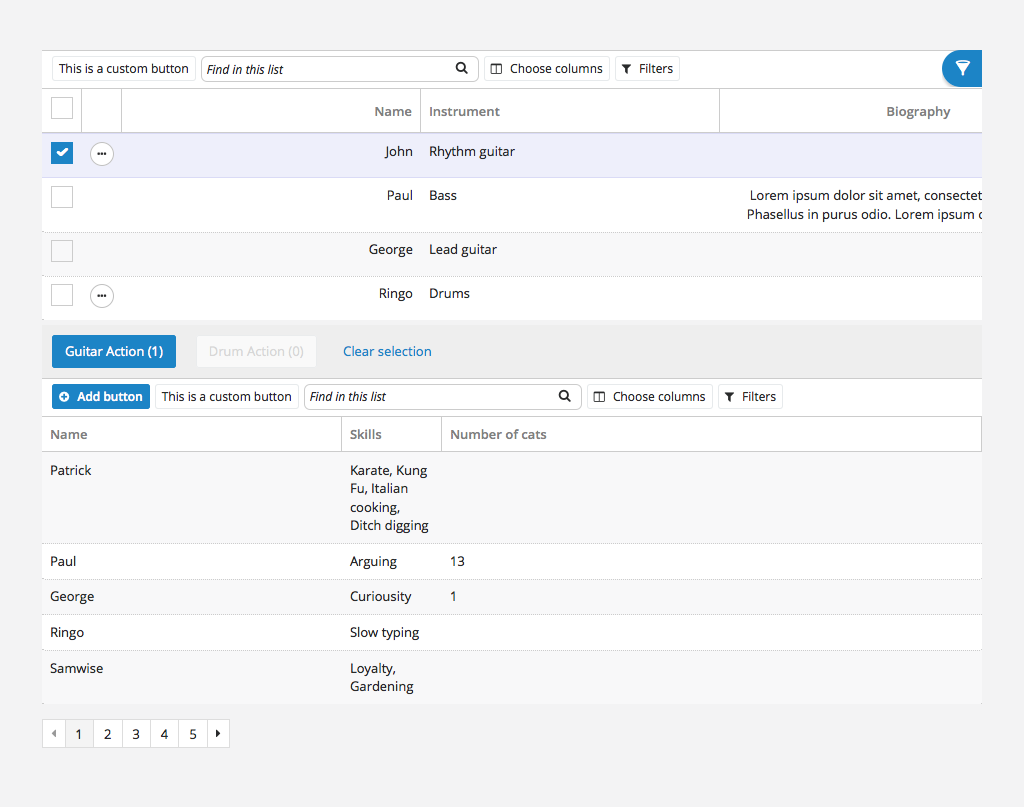 This is a custom button Find in this list Choose columns Filters
Name Instrument Biography
John Rhythm guitar
Paul Bass Lorem ipsum dolor sit amet,
Phasellus in purus odio. Lorem ipsum
George Lead guitar
Ringo Drums
Guitar Action (1) Drum Action (0) Clear selection
Add button This is a custom button Find in this list Choose columns Filters
Name Skills Number of cats
Patrick Karate, Kung
Fu, Italian
cooking,
Ditch digging
Paul Arguing 13
George Curiousity 1
Ringo Slow typing
Samwise Loyalty,
Gardening
1 2 3 4 5